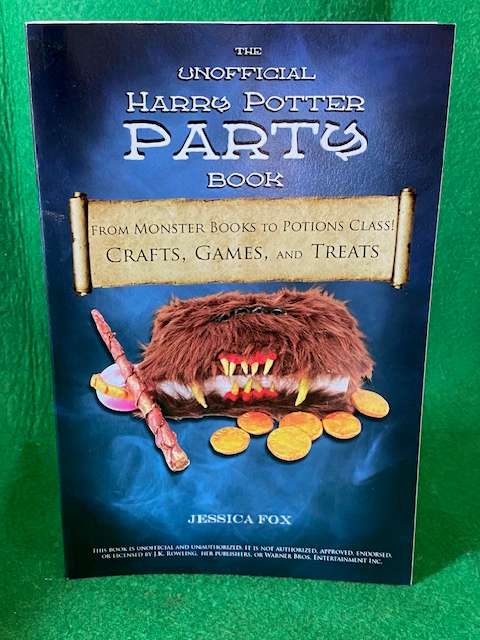 THE
UNOFFICIAL
HARRY POTTER
PARTY
BOOK
FROM MONSTER BOOKS TO POTIONS CLASS!
CRAFTS, GAMES, AND TREATS
JESSICA FOX
THIS BOOK IS UNOFFICIAL AND UNAUTHORIZED. IT IS NOT AUTHORIZED, APPROVED, ENDORSED,
OR LICENSED BY J.K. ROWLING, HER PUBLISHERS, OR WARNER BROS. ENTERTAINMENT INC.